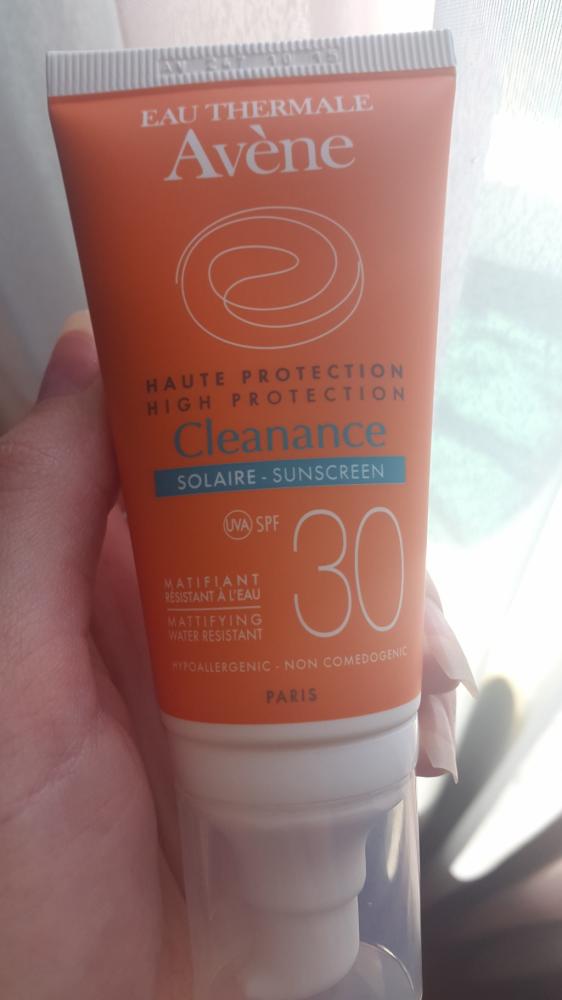 EAU THERMALE
Avène
HAUTE PROTECTION
HIGH PROTECTION
Cleanance
SOLAIRE - SUNSCREEN
UVA SPF 30
MATIFIANT
RÉSISTANT À L'EAU
MATTIFYING
WATER RESISTANT
HYPOALLERGENIC - NON COMEDOGENIC
PARIS